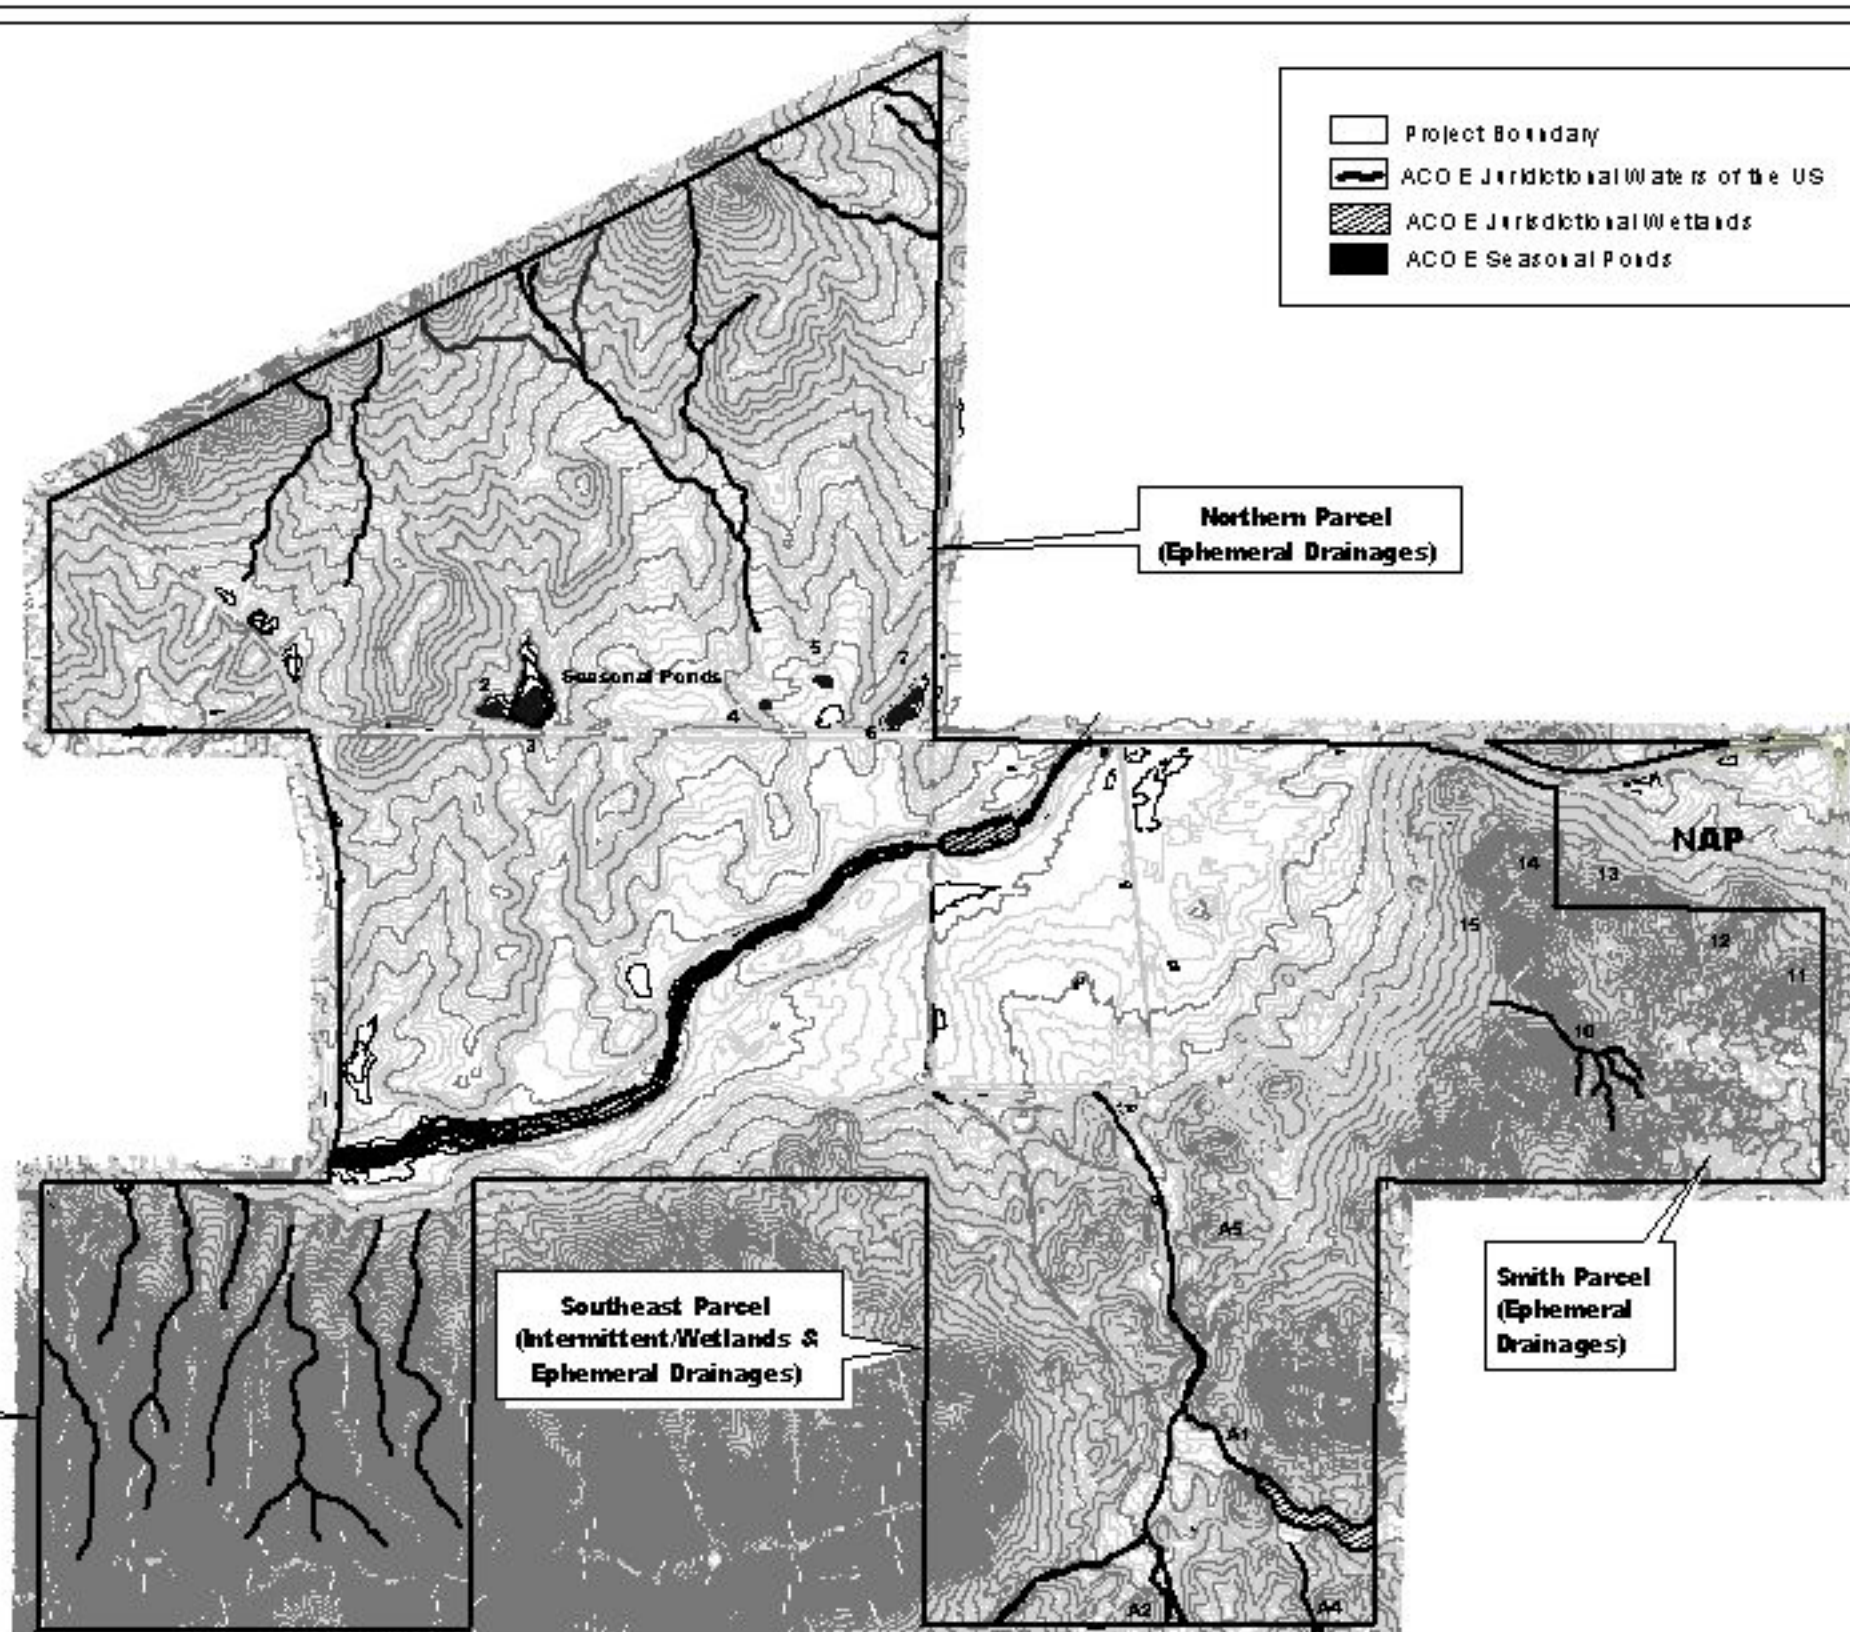 Project Boundary
ACOE Juridictional Waters of the US
ACOE Jurisdictional Wetlands
ACOE Seasonal Ponds
Northern Parcel
(Ephemeral Drainages)
5
7
2
Seasonal Ponds
4
3
6
NAP
14
13
15
12
11
10
A5
Southeast Parcel
(Intermittent/Wetlands &
Ephemeral Drainages)
Smith Parcel
(Ephemeral
Drainages)
A1
A2
A4